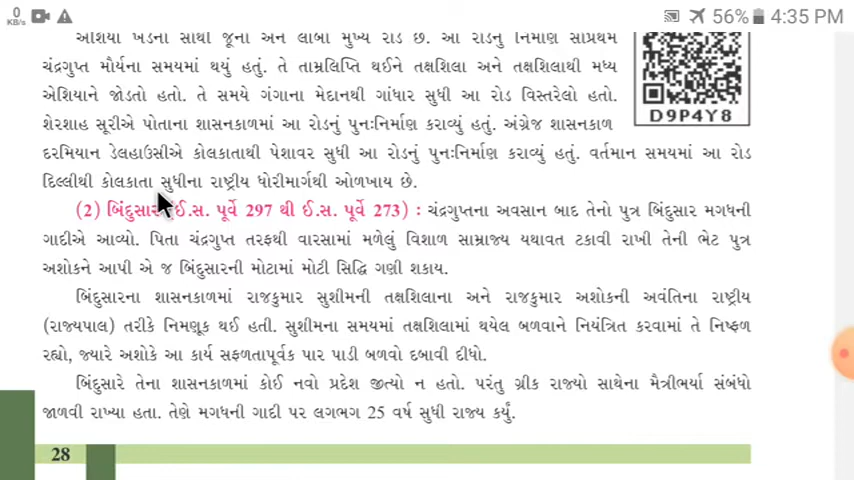 0 KB/s 56% 4:35 PM
એશિયા ખંડના સૌથી જૂના અને લાંબા મુખ્ય રોડ છે. આ રોડનું નિર્માણ સૌપ્રથમ
ચંદ્રગુપ્ત મૌર્યના સમયમાં થયું હતું. તે તામ્રલિપ્તિ થઈને તક્ષશિલા અને તક્ષશિલાથી મધ્ય
એશિયાને જોડતો હતો. તે સમયે ગંગાના મેદાનથી ગાંધાર સુધી આ રોડ વિસ્તરેલો હતો.
શેરશાહ સૂરીએ પોતાના શાસનકાળમાં આ રોડનું પુનઃનિર્માણ કરાવ્યું હતું. અંગ્રેજ શાસનકાળ
D9P4Y8
દરમિયાન ડેલહાઉસીએ કોલકાતાથી પેશાવર સુધી આ રોડનું પુનઃનિર્માણ કરાવ્યું હતું. વર્તમાન સમયમાં આ રોડ
દિલ્લીથી કોલકાતા સુધીના રાષ્ટ્રીય ધોરીમાર્ગથી ઓળખાય છે.
(2) બિંદુસાર (ઈ.સ. પૂર્વે 297 થી ઈ.સ. પૂર્વે 273) : ચંદ્રગુપ્તના અવસાન બાદ તેનો પુત્ર બિંદુસાર મગધની
ગાદીએ આવ્યો. પિતા ચંદ્રગુપ્ત તરફથી વારસામાં મળેલું વિશાળ સામ્રાજ્ય યથાવત ટકાવી રાખી તેની ભેટ પુત્ર
અશોકને આપી એ જ બિંદુસારની મોટામાં મોટી સિદ્ધિ ગણી શકાય.
બિંદુસારના શાસનકાળમાં રાજકુમાર સુશીમની તક્ષશિલાના અને રાજકુમાર અશોકની અવંતિના રાષ્ટ્રીય
(રાજ્યપાલ) તરીકે નિમણૂક થઈ હતી. સુશીમના સમયમાં તક્ષશિલામાં થયેલ બળવાને નિયંત્રિત કરવામાં તે નિષ્ફળ
રહ્યો, જ્યારે અશોકે આ કાર્ય સફળતાપૂર્વક પાર પાડી બળવો દબાવી દીધો.
બિંદુસારે તેના શાસનકાળમાં કોઈ નવો પ્રદેશ જીત્યો ન હતો. પરંતુ ગ્રીક રાજ્યો સાથેના મૈત્રીભર્યા સંબંધો
જાળવી રાખ્યા હતા. તેણે મગધની ગાદી પર લગભગ 25 વર્ષ સુધી રાજ્ય કર્યું.
28